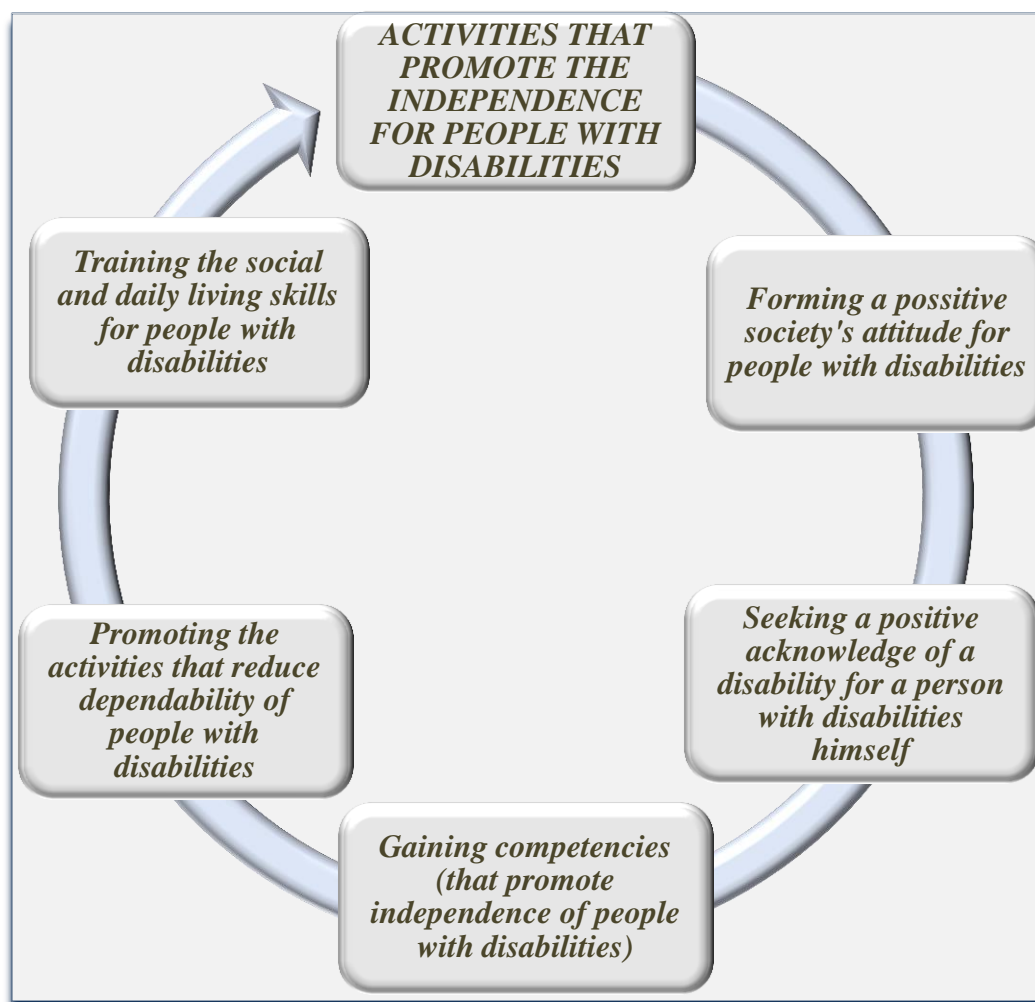 ACTIVITIES THAT
PROMOTE THE
INDEPENDENCE
FOR PEOPLE WITH
DISABILITIES
Forming a possitive
society's attitude for
people with disabilities
Seeking a positive
acknowledge of a
disability for a person
with disabilities
himself
Gaining competencies
(that promote
independence of people
with disabilities)
Promoting the
activities that reduce
dependability of
people with
disabilities
Training the social
and daily living skills
for people with
disabilities